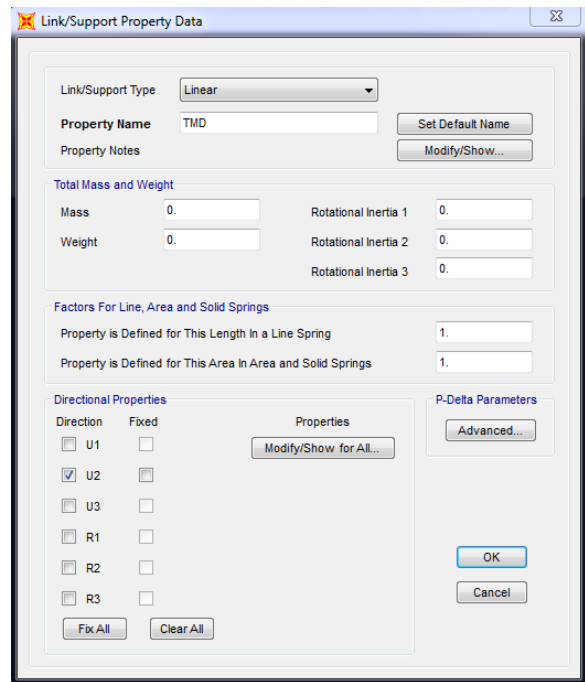 Link/Support Property Data
Link/Support Type Linear
Property Name TMD Set Default Name
Property Notes Modify/Show...
Total Mass and Weight
Mass 0. Rotational Inertia 1 0.
Weight 0. Rotational Inertia 2 0.
Rotational Inertia 3 0.
Factors For Line, Area and Solid Springs
Property is Defined for This Length In a Line Spring 1.
Property is Defined for This Area In Area and Solid Springs 1.
Directional Properties P-Delta Parameters
Direction Fixed Properties Advanced...
U1 Modify/Show for All...
U2
U3
R1
R2 OK
R3 Cancel
Fix All Clear All